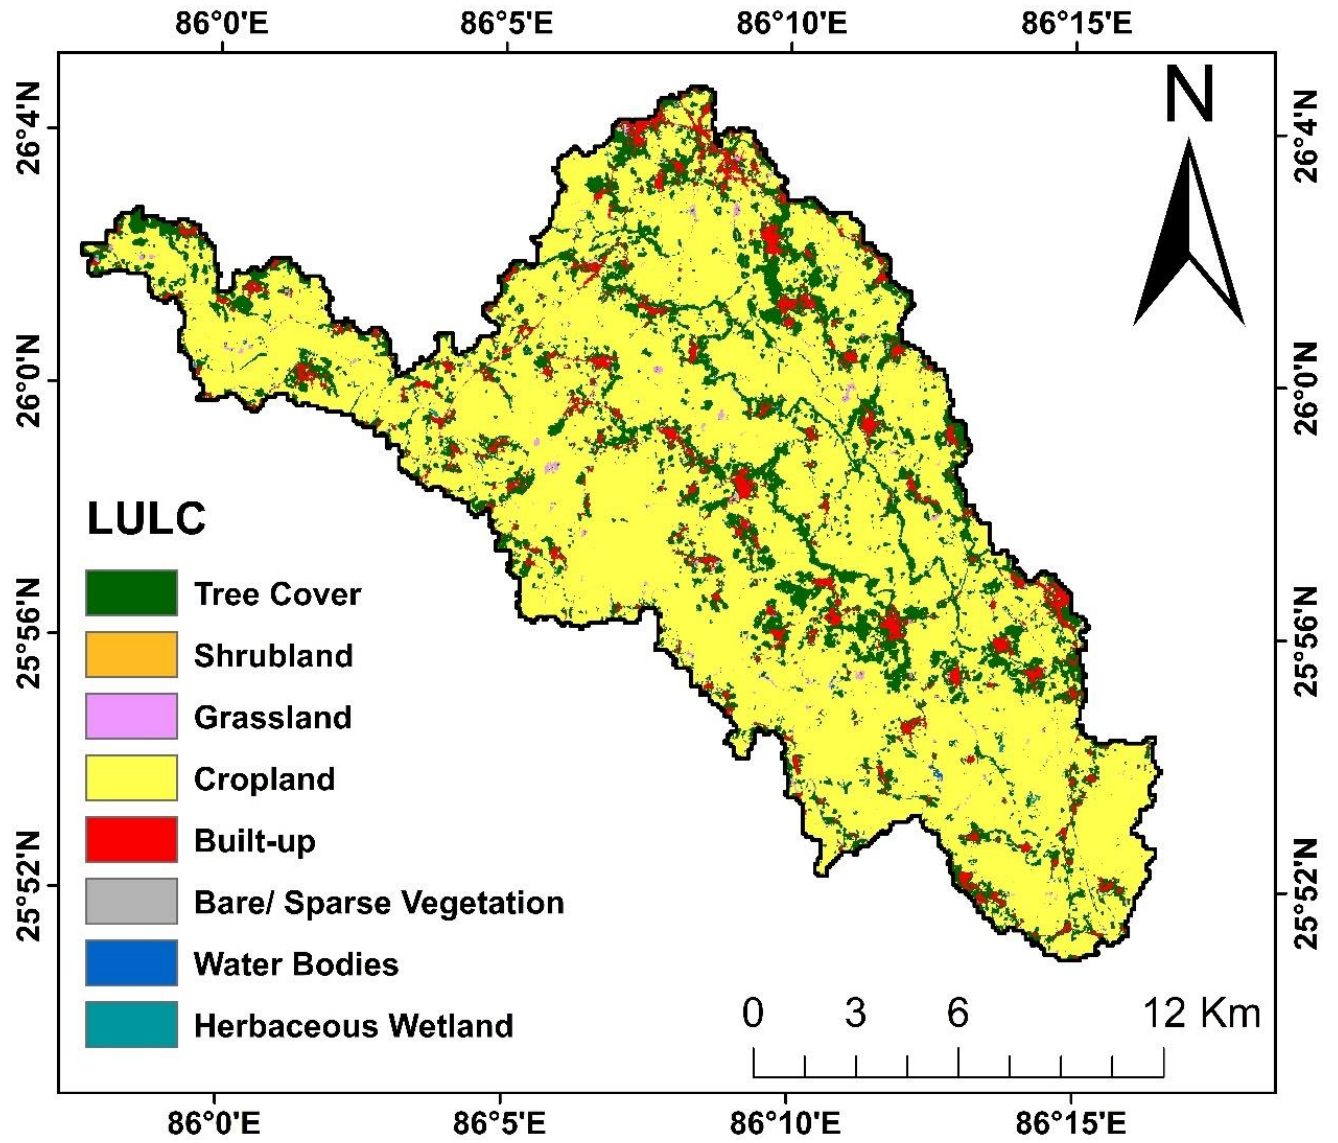 86°0'E 86°5'E 86°10'E 86°15'E
N
26°4'N 26°4'N
26°0'N 26°0'N
LULC
Tree Cover
25°56'N 25°56'N
Shrubland
Grassland
Cropland
Built-up
25°52'N 25°52'N
Bare/ Sparse Vegetation
Water Bodies
Herbaceous Wetland
0 3 6 12 Km
86°0'E 86°5'E 86°10'E 86°15'E